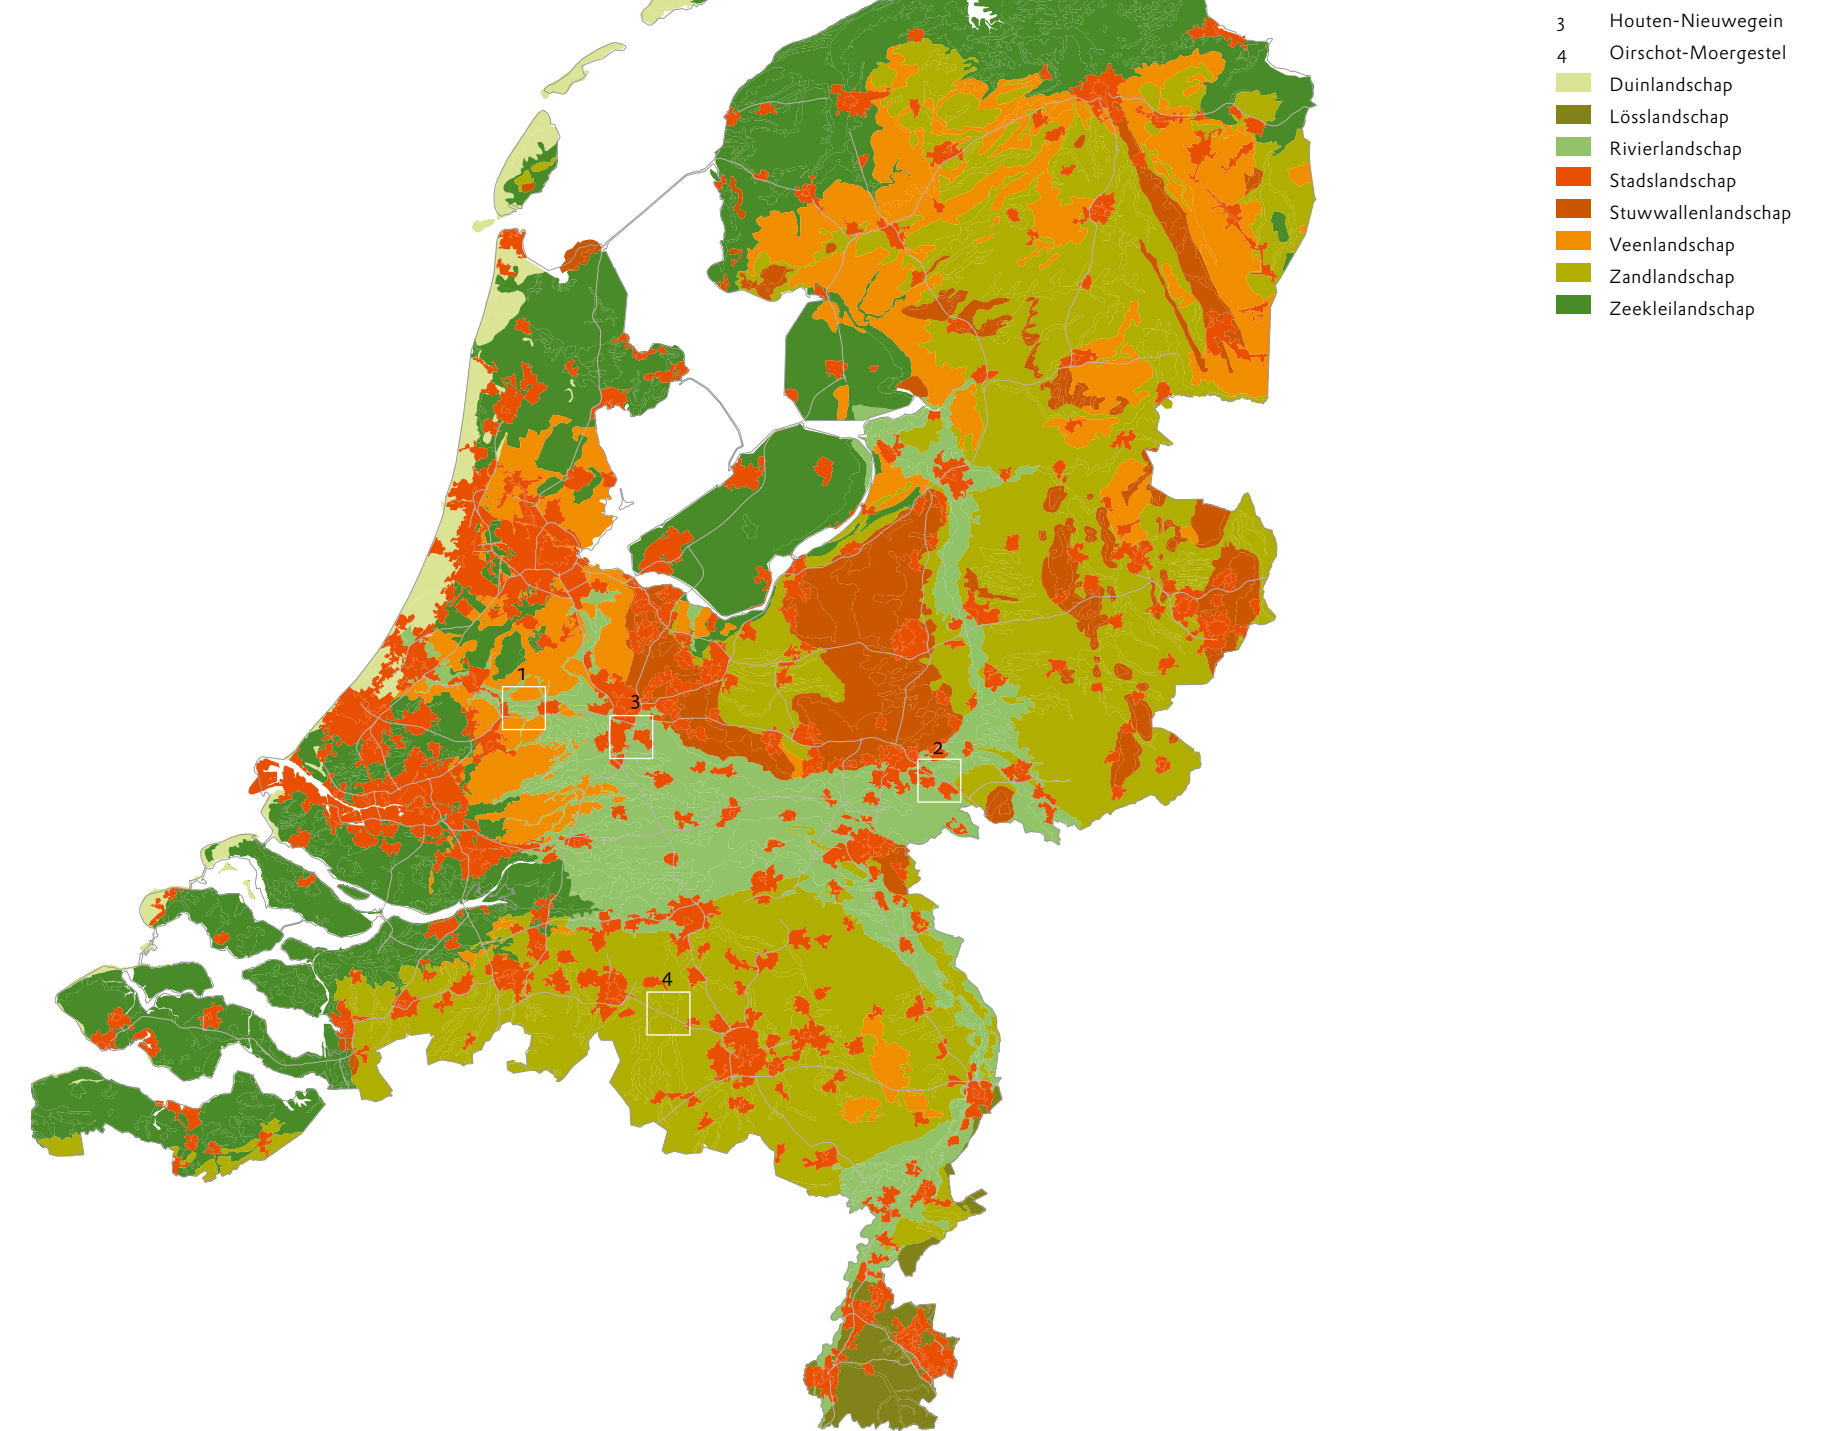 3 Houten-Nieuwegein
4 Oirschot-Moergestel
Duinlandschap
Lösslandschap
Rivierlandschap
Stadslandschap
Stuwwallenlandschap
Veenlandschap
Zandlandschap
Zeekleilandschap
1
3
2
4